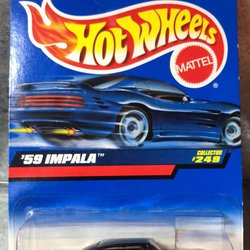 HOT WHEELS
MATTEL
®
'59 IMPALA™
COLLECTOR
#249